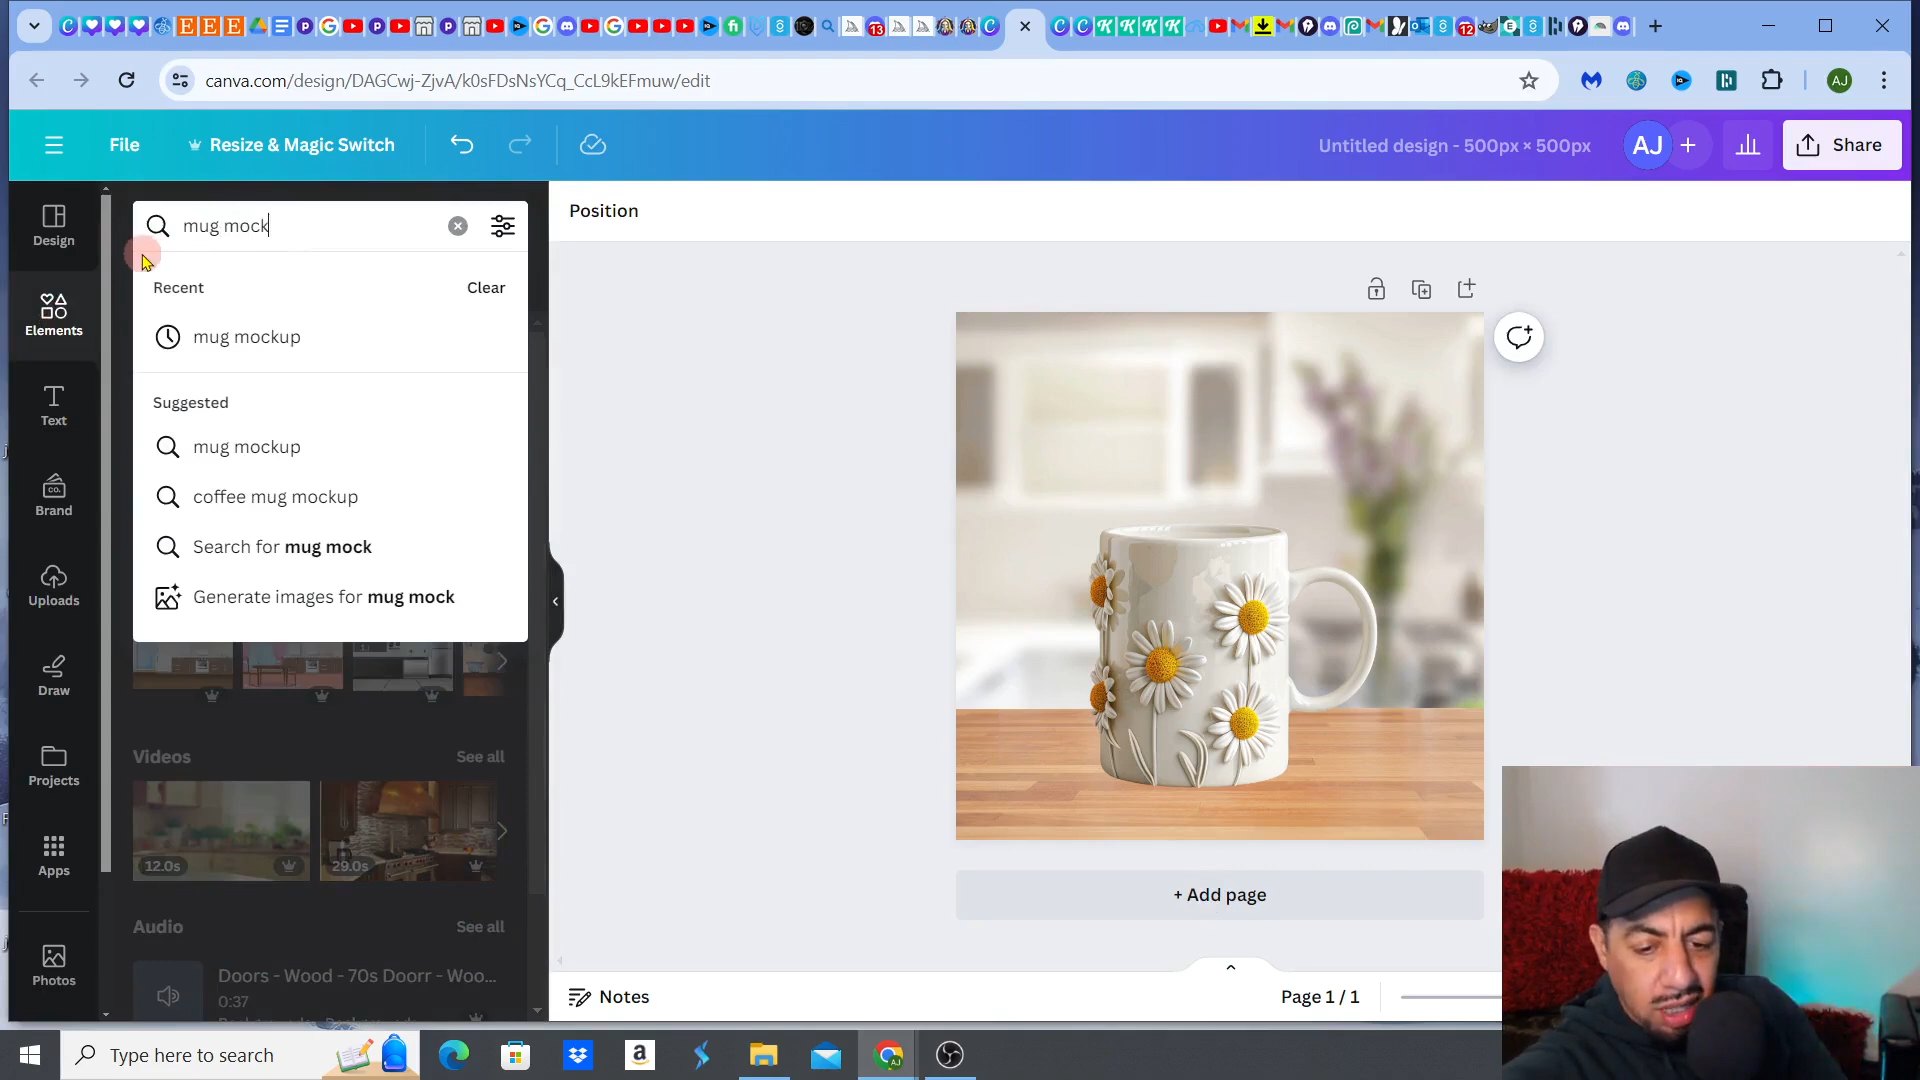 13
12
canva.com/design/DAGCwj-ZjvA/k0sFDsNsYCq_CcL9kEFmuw/edit
AJ
File
Resize & Magic Switch
Untitled design - 500px × 500px
AJ
+
Share
Design
Elements
Text
Brand
Uploads
Draw
Projects
Apps
Photos
mug mock
Recent
Clear
mug mockup
Suggested
mug mockup
coffee mug mockup
Search for mug mock
Generate images for mug mock
Videos
See all
12.0s
29.0s
Audio
See all
Doors - Wood - 70s Doorr - Woo...
0:37
Position
+ Add page
Notes
Page 1 / 1
Type here to search